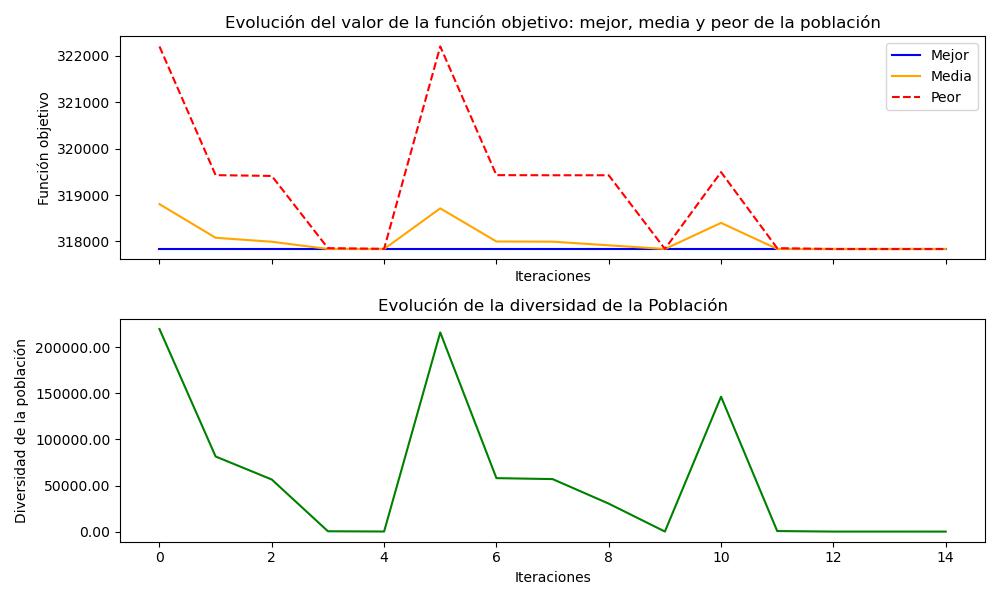 Evolución del valor de la función objetivo: mejor, media y peor de la población
Función objetivo
322000
321000
320000
319000
318000
Mejor
Media
Peor
Iteraciones
Evolución de la diversidad de la Población
Diversidad de la población
200000.00
150000.00
100000.00
50000.00
0.00
0 2 4 6 8 10 12 14
Iteraciones